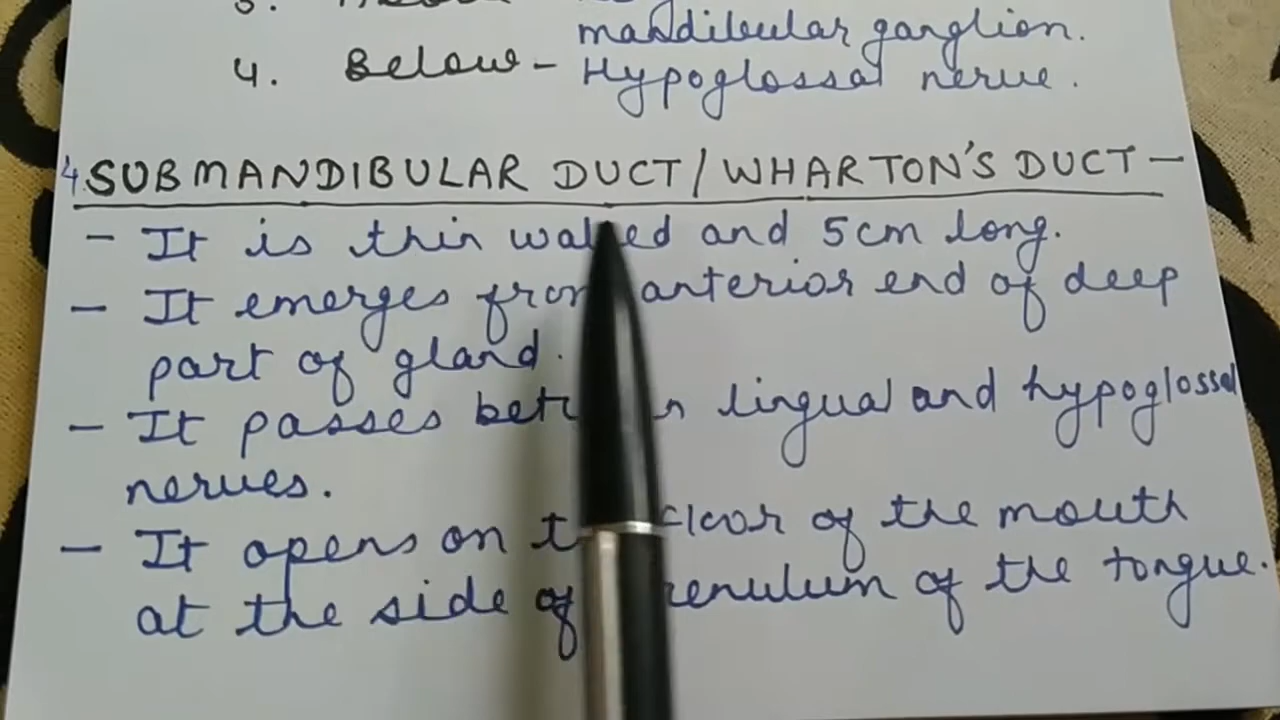 3.
mandibular ganglion.
4. Below - Hypoglossal nerve.
4. SUBMANDIBULAR DUCT / WHARTON'S DUCT -
- It is thin walled and 5cm long.
- It emerges from anterior end of deep
part of gland.
- It passes lingual and hypoglossal
nerves.
- It opens on floor of the mouth
at the side of frenulum of the tongue.